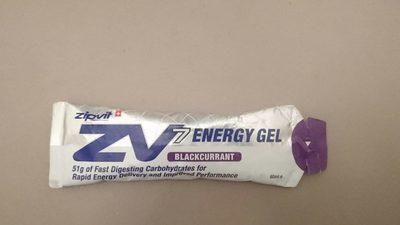 zipvit
ZV7 ENERGY GEL
BLACKCURRANT
51g of Fast Digesting Carbohydrates for
Rapid Energy Delivery and Improved Performance
60ml e